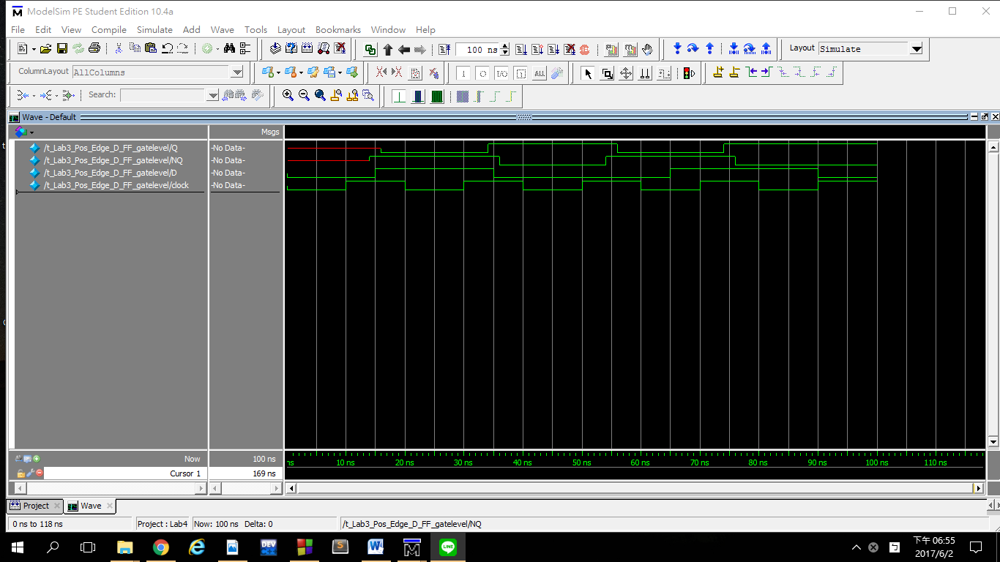 ModelSim PE Student Edition 10.4a
File Edit View Compile Simulate Add Wave Tools Layout Bookmarks Window Help
100 ns
Layout Simulate
ColumnLayout AllColumns
I O I/O ALL
Search:
Wave - Default
Msgs
/t_Lab3_Pos_Edge_D_FF_gatelevel/Q -No Data-
/t_Lab3_Pos_Edge_D_FF_gatelevel/NQ -No Data-
/t_Lab3_Pos_Edge_D_FF_gatelevel/D -No Data-
/t_Lab3_Pos_Edge_D_FF_gatelevel/clock -No Data-
Now 100 ns
ns 10 ns 20 ns 30 ns 40 ns 50 ns 60 ns 70 ns 80 ns 90 ns 100 ns 110 ns
Cursor 1 169 ns
Project Wave
0 ns to 118 ns Project : Lab4 Now: 100 ns Delta: 0 /t_Lab3_Pos_Edge_D_FF_gatelevel/NQ
DEV
LINE
下午 06:55
2017/6/2